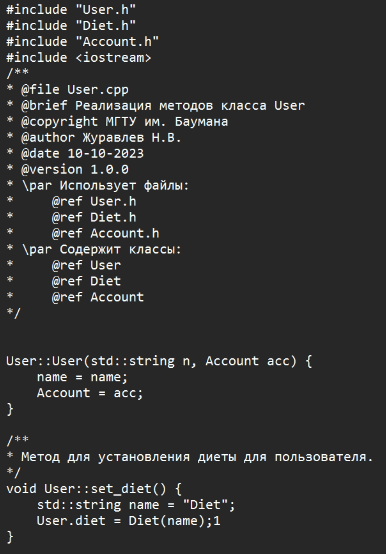 #include "User.h"
#include "Diet.h"
#include "Account.h"
#include <iostream>
/**
* @file User.cpp
* @brief Реализация методов класса User
* @copyright МГТУ им. Баумана
* @author Журавлев Н.В.
* @date 10-10-2023
* @version 1.0.0
* \par Использует файлы:
*     @ref User.h
*     @ref Diet.h
*     @ref Account.h
* \par Содержит классы:
*     @ref User
*     @ref Diet
*     @ref Account
*/
User::User(std::string n, Account acc) {
    name = name;
    Account = acc;
}
/**
* Метод для установления диеты для пользователя.
*/
void User::set_diet() {
    std::string name = "Diet";
    User.diet = Diet(name);1
}